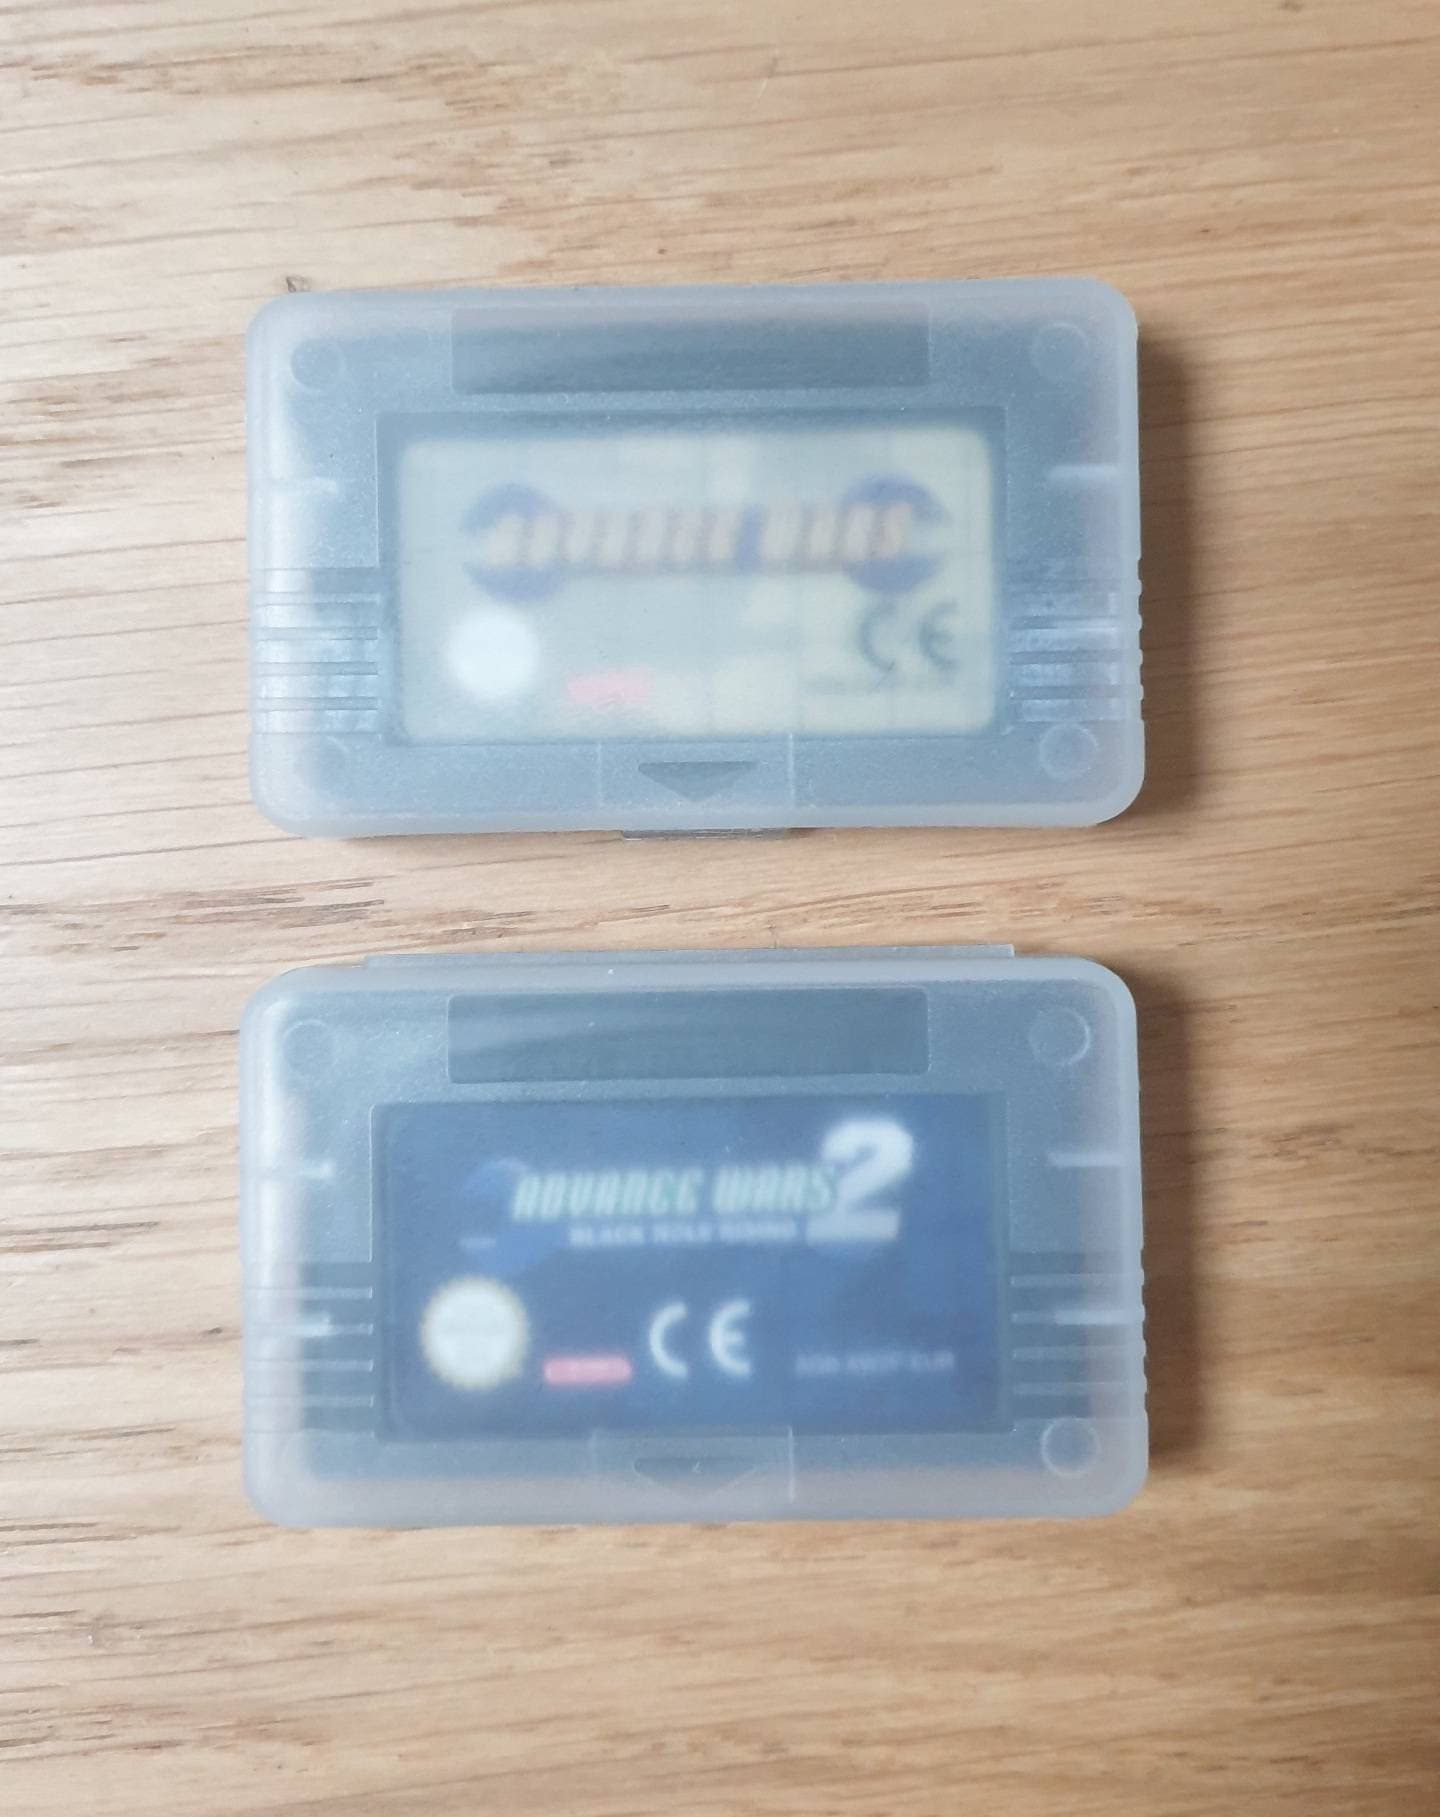 ADVANCE WARS
CE
ADVANCE WARS 2
BLACK HOLE RISING
CE